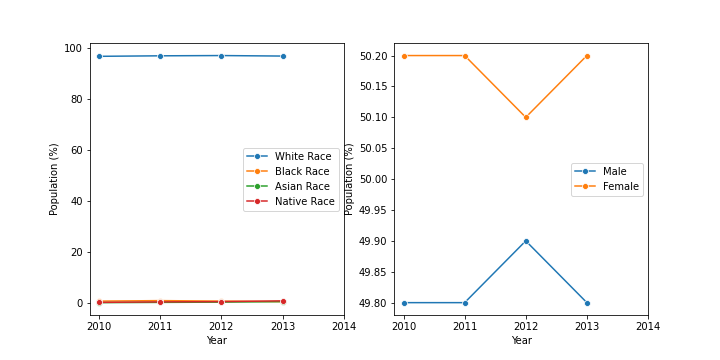 100
80
60
40
20
0
Population (%)
White Race
Black Race
Asian Race
Native Race
2010 2011 2012 2013 2014
Year
50.20
50.15
50.10
50.05
50.00
49.95
49.90
49.85
49.80
Population (%)
Male
Female
2010 2011 2012 2013 2014
Year